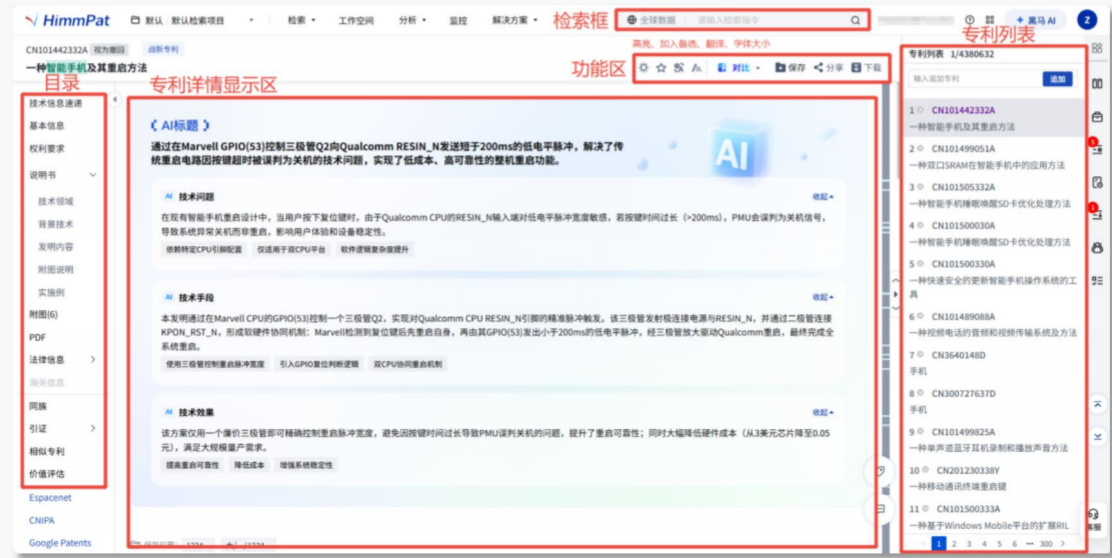 HimmPat
默认 默认检索项目
检索
工作空间
分析
监控
解决方案
检索框
全球数据
请输入检索指令
+ 黑马 AI
Z
CN101442332A 视为撤回 战新专利
一种智能手机及其重启方法
高亮、加入备选、翻译、字体大小
功能区
对比
保存
分享
下载
专利列表
专利列表 1/4380632
输入追加专利
追加
目录
专利详情显示区
技术信息速递
基本信息
权利要求
说明书
技术领域
背景技术
发明内容
附图说明
实施例
附图(6)
PDF
法律信息
海关信息
同族
引证
相似专利
价值评估
Espacenet
CNIPA
Google Patents
AI标题
通过在Marvell GPIO(53)控制三极管Q2向Qualcomm RESIN_N发送短于200ms的低电平脉冲，解决了传
统重启电路因按键超时被误判为关机的技术问题，实现了低成本、高可靠性的整机重启功能。
AI
AI 技术问题
收起
在现有智能手机重启设计中，当用户按下复位键时，由于Qualcomm CPU的RESIN_N输入端对低电平脉冲宽度敏感，若按键时间过长（>200ms），PMU会误判为关机信号，
导致系统异常关机而非重启，影响用户体验和设备稳定性。
依赖特定CPU引脚配置 仅适用于双CPU平台 软件逻辑复杂度提升
AI 技术手段
收起
本发明通过在Marvell CPU的GPIO(53)控制一个三极管Q2，实现对Qualcomm CPU RESIN_N引脚的精准脉冲触发。该三极管发射极连接电源与RESIN_N，并通过二极管连接
KPON_RST_N，形成软硬件协同机制：Marvell检测到复位键后先重启自身，再由其GPIO(53)发出小于200ms的低电平脉冲，经三极管放大驱动Qualcomm重启，最终完成全
系统重启。
使用三极管控制重启脉冲宽度 引入GPIO复位判断逻辑 双CPU协同重启机制
AI 技术效果
收起
该方案仅用一个廉价三极管即可精确控制重启脉冲宽度，避免因按键时间过长导致PMU误判关机的问题，提升了重启可靠性；同时大幅降低硬件成本（从3美元芯片降至0.05
元），满足大规模量产需求。
提高重启可靠性 降低成本 增强系统稳定性
1 CN101442332A
一种智能手机及其重启方法
2 CN101499051A
一种双口SRAM在智能手机中的应用方法
3 CN101505332A
一种智能手机睡眠唤醒SD卡优化处理方法
4 CN101500030A
一种智能手机睡眠唤醒SD卡优化处理方法
5 CN101500330A
一种快速安全的更新智能手机操作系统的工
具
6 CN101489088A
一种视频电话的音频和视频传输系统及方法
7 CN3640148D
手机
8 CN300727637D
手机
9 CN101499825A
一种单声道蓝牙耳机录制和播放声音方法
10 CN201230338Y
一种移动通讯终端重启键
11 CN101500333A
一种基于Windows Mobile平台的扩展RIL
1 2 3 4 5 6 ••• 300
1
1
客服